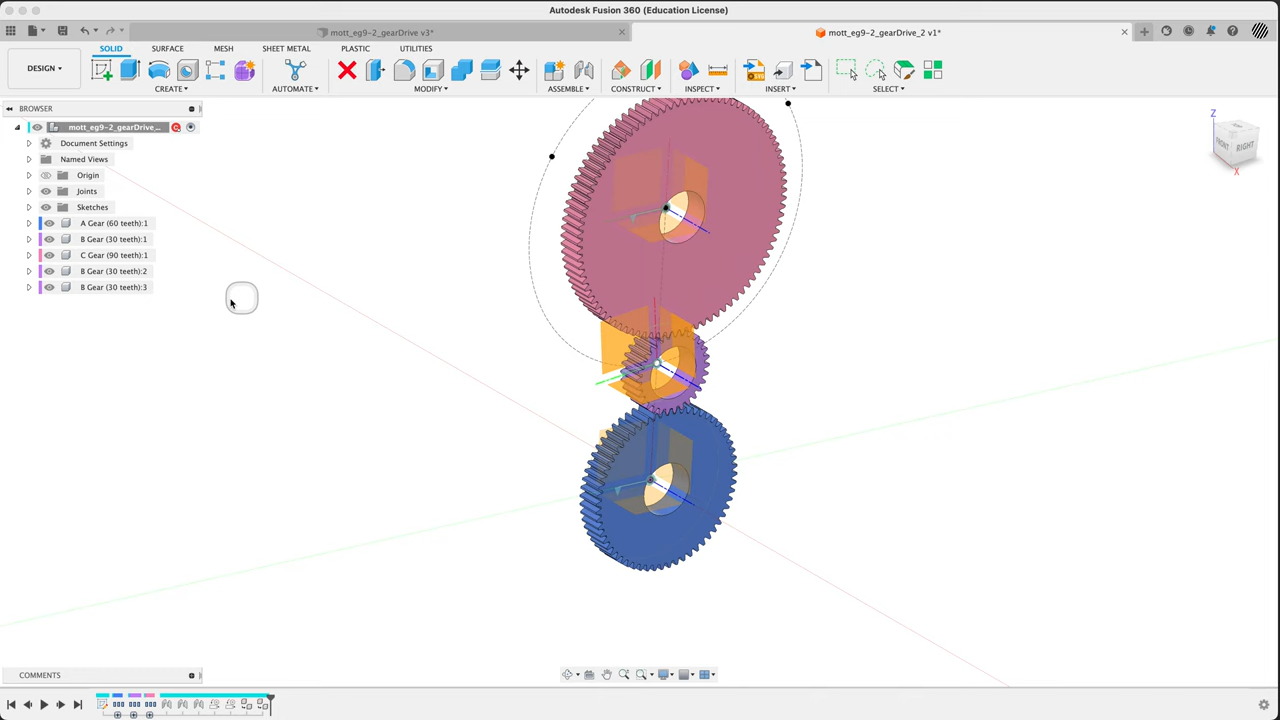 Autodesk Fusion 360 (Education License)
mott_eg9-2_gearDrive v3*
mott_eg9-2_gearDrive_2 v1*
DESIGN
SOLID
SURFACE
MESH
SHEET METAL
PLASTIC
UTILITIES
CREATE
AUTOMATE
MODIFY
ASSEMBLE
CONSTRUCT
INSPECT
INSERT
SELECT
BROWSER
mott_eg9-2_gearDrive_...
Document Settings
Named Views
Origin
Joints
Sketches
A Gear (60 teeth):1
B Gear (30 teeth):1
C Gear (90 teeth):1
B Gear (30 teeth):2
B Gear (30 teeth):3
Z
FRONT
RIGHT
X
COMMENTS